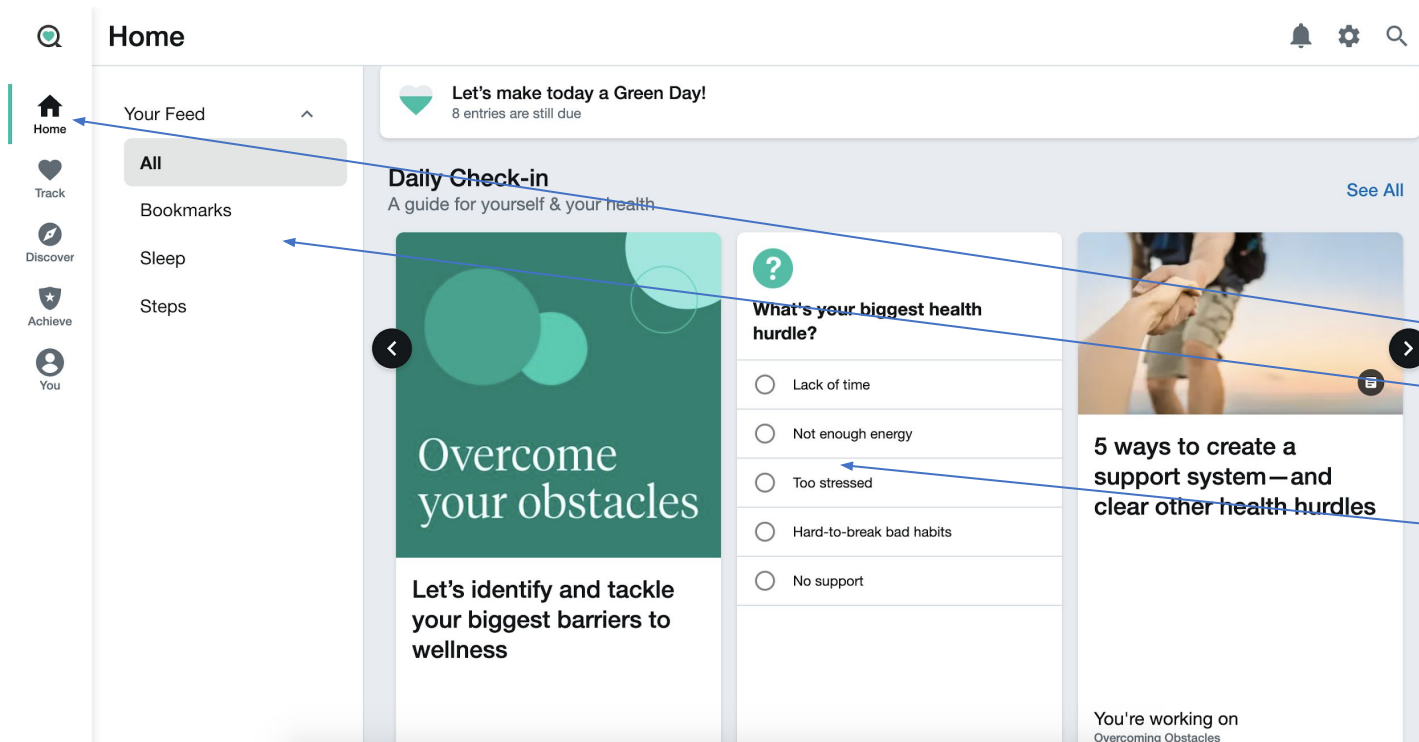 Home
Home
Track
Discover
Achieve
You
Your Feed
All
Bookmarks
Sleep
Steps
Let's make today a Green Day!
8 entries are still due
Daily Check-in
A guide for yourself & your health
See All
Overcome
your obstacles
Let's identify and tackle
your biggest barriers to
wellness
?
What's your biggest health
hurdle?
Lack of time
Not enough energy
Too stressed
Hard-to-break bad habits
No support
5 ways to create a
support system—and
clear other health hurdles
You're working on
Overcoming Obstacles